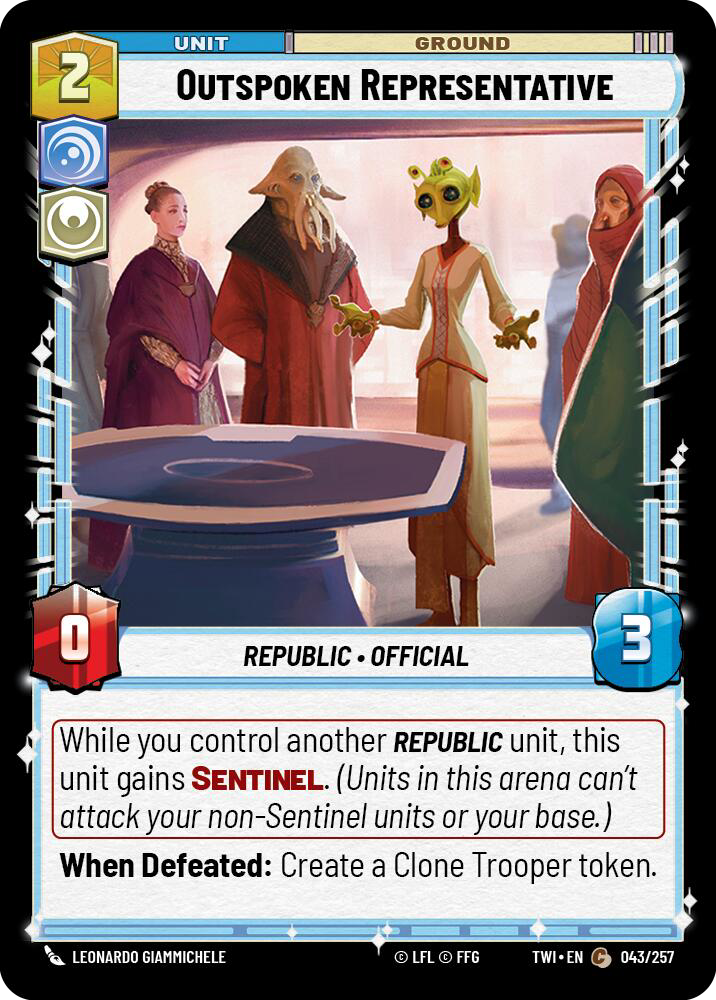 UNIT GROUND
2 OUTSPOKEN REPRESENTATIVE
0 REPUBLIC • OFFICIAL 3
While you control another REPUBLIC unit, this
unit gains SENTINEL. (Units in this arena can't
attack your non-Sentinel units or your base.)
When Defeated: Create a Clone Trooper token.
LEONARDO GIAMMICHELE © LFL © FFG TWI • EN C 043/257